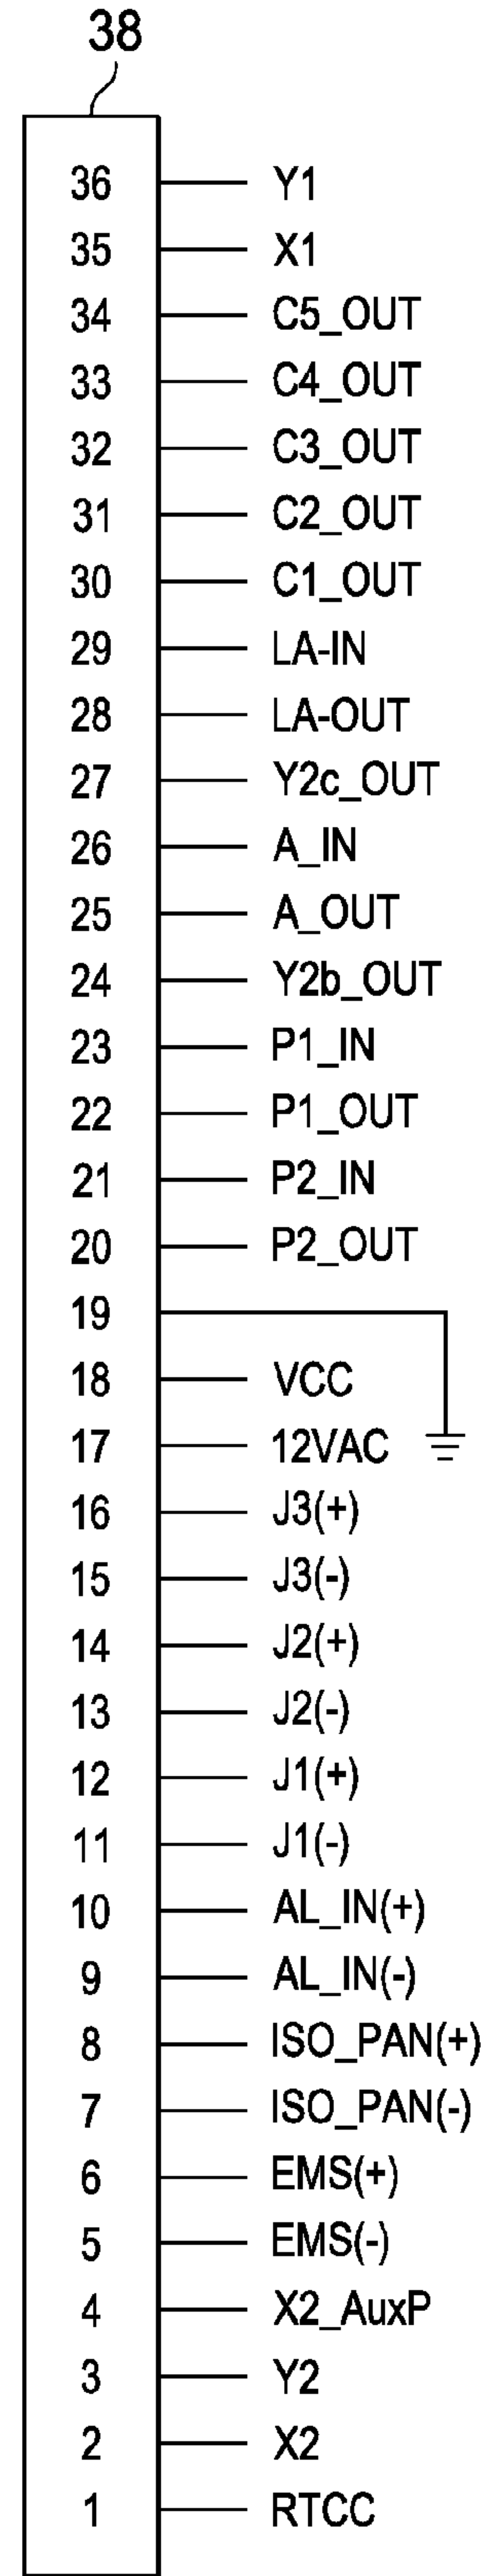 38
36 Y1
35 X1
34 C5_OUT
33 C4_OUT
32 C3_OUT
31 C2_OUT
30 C1_OUT
29 LA-IN
28 LA-OUT
27 Y2c_OUT
26 A_IN
25 A_OUT
24 Y2b_OUT
23 P1_IN
22 P1_OUT
21 P2_IN
20 P2_OUT
19
18 VCC
17 12VAC
16 J3(+)
15 J3(-)
14 J2(+)
13 J2(-)
12 J1(+)
11 J1(-)
10 AL_IN(+)
9 AL_IN(-)
8 ISO_PAN(+)
7 ISO_PAN(-)
6 EMS(+)
5 EMS(-)
4 X2_AuxP
3 Y2
2 X2
1 RTCC